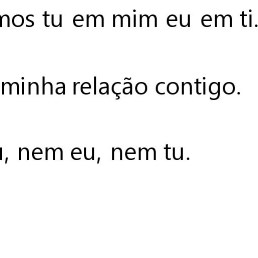 mos tu em mim eu em ti.
minha relação contigo.
, nem eu, nem tu.